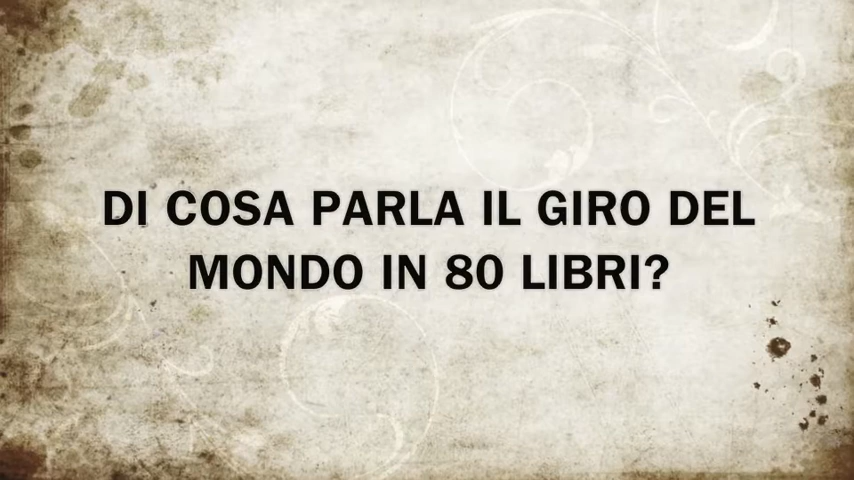 DI COSA PARLA IL GIRO DEL
MONDO IN 80 LIBRI?